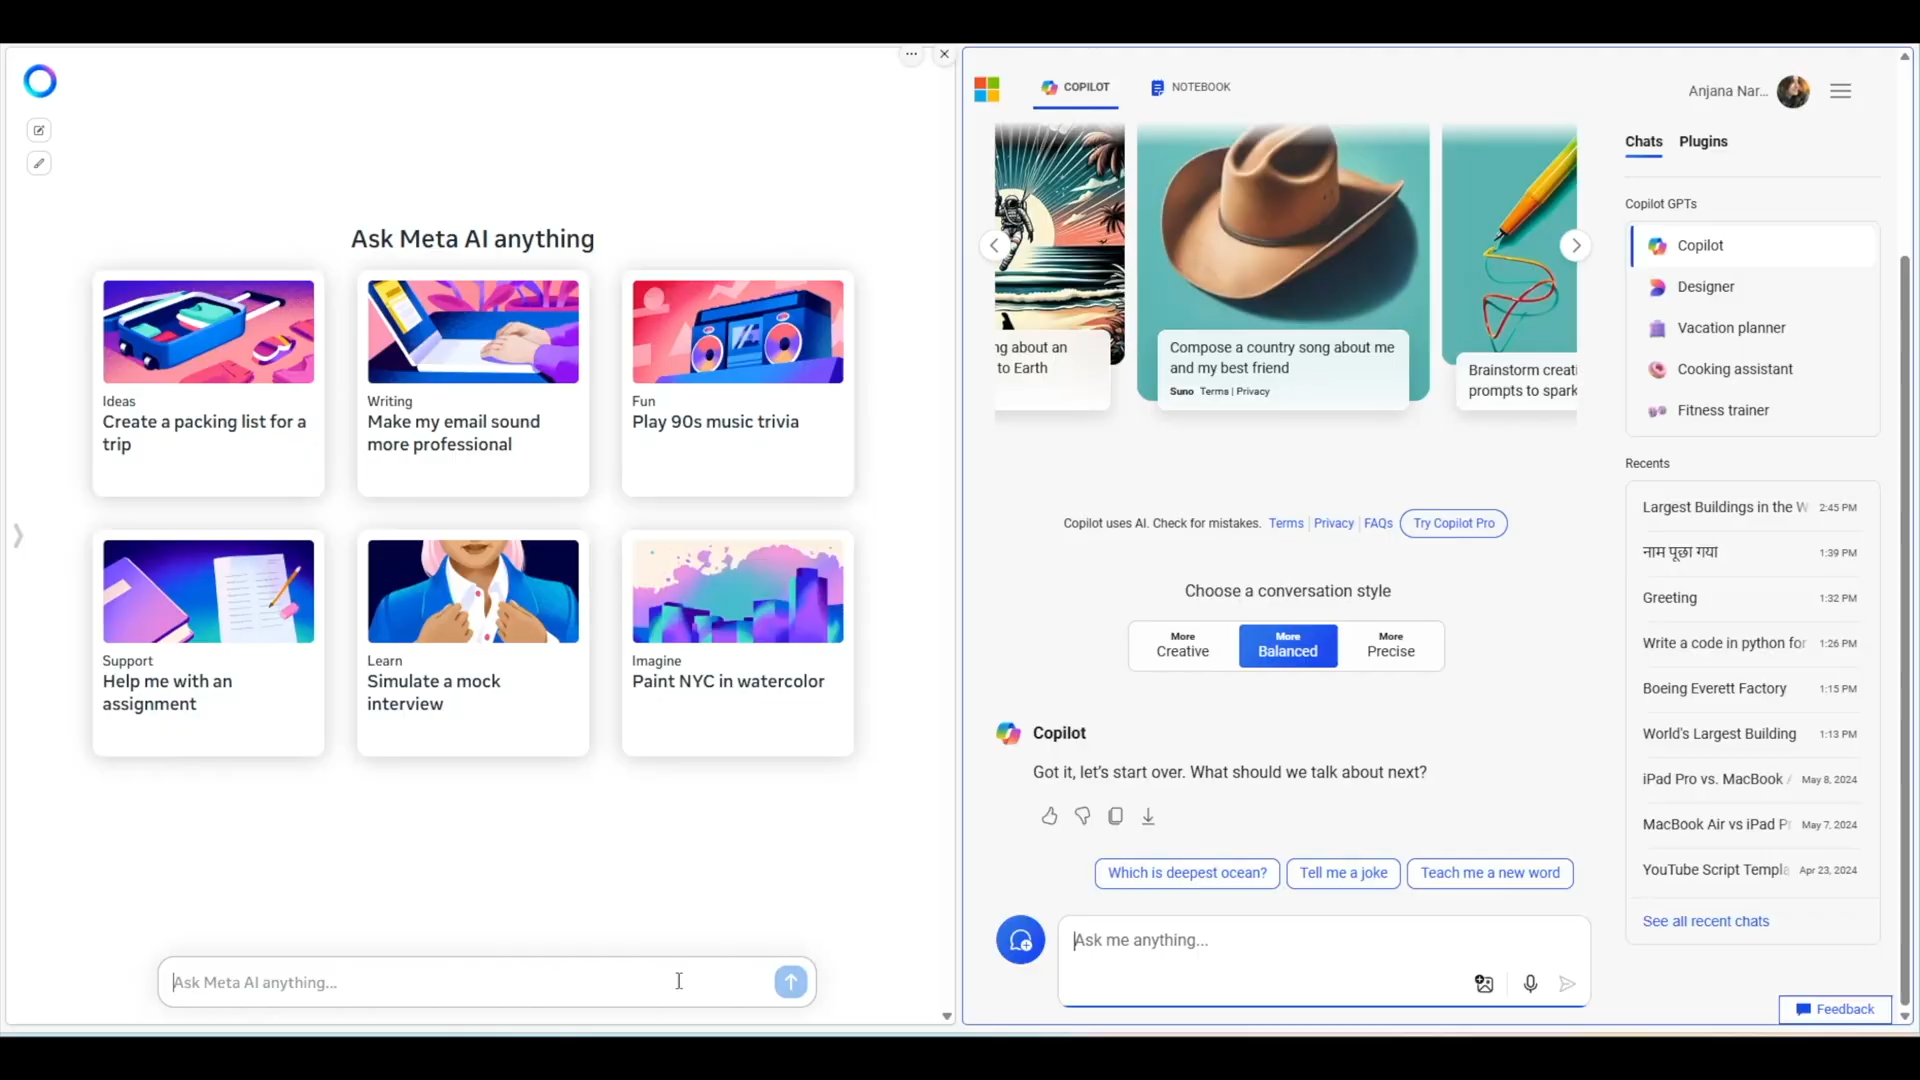 Ask Meta AI anything
Ideas
Create a packing list for a
trip
Writing
Make my email sound
more professional
Fun
Play 90s music trivia
Support
Help me with an
assignment
Learn
Simulate a mock
interview
Imagine
Paint NYC in watercolor
Ask Meta AI anything...
COPILOT
NOTEBOOK
Anjana Nar...
ng about an
to Earth
Compose a country song about me
and my best friend
Suno Terms | Privacy
Brainstorm creati
prompts to spark
Copilot uses AI. Check for mistakes. Terms | Privacy | FAQs Try Copilot Pro
Choose a conversation style
More
Creative
More
Balanced
More
Precise
Copilot
Got it, let's start over. What should we talk about next?
Which is deepest ocean?
Tell me a joke
Teach me a new word
Ask me anything...
Chats
Plugins
Copilot GPTs
Copilot
Designer
Vacation planner
Cooking assistant
Fitness trainer
Recents
Largest Buildings in the W 2:45 PM
नाम पूछा गया 1:39 PM
Greeting 1:32 PM
Write a code in python for 1:26 PM
Boeing Everett Factory 1:15 PM
World's Largest Building 1:13 PM
iPad Pro vs. MacBook May 8, 2024
MacBook Air vs iPad P May 7, 2024
YouTube Script Templa Apr 23, 2024
See all recent chats
Feedback